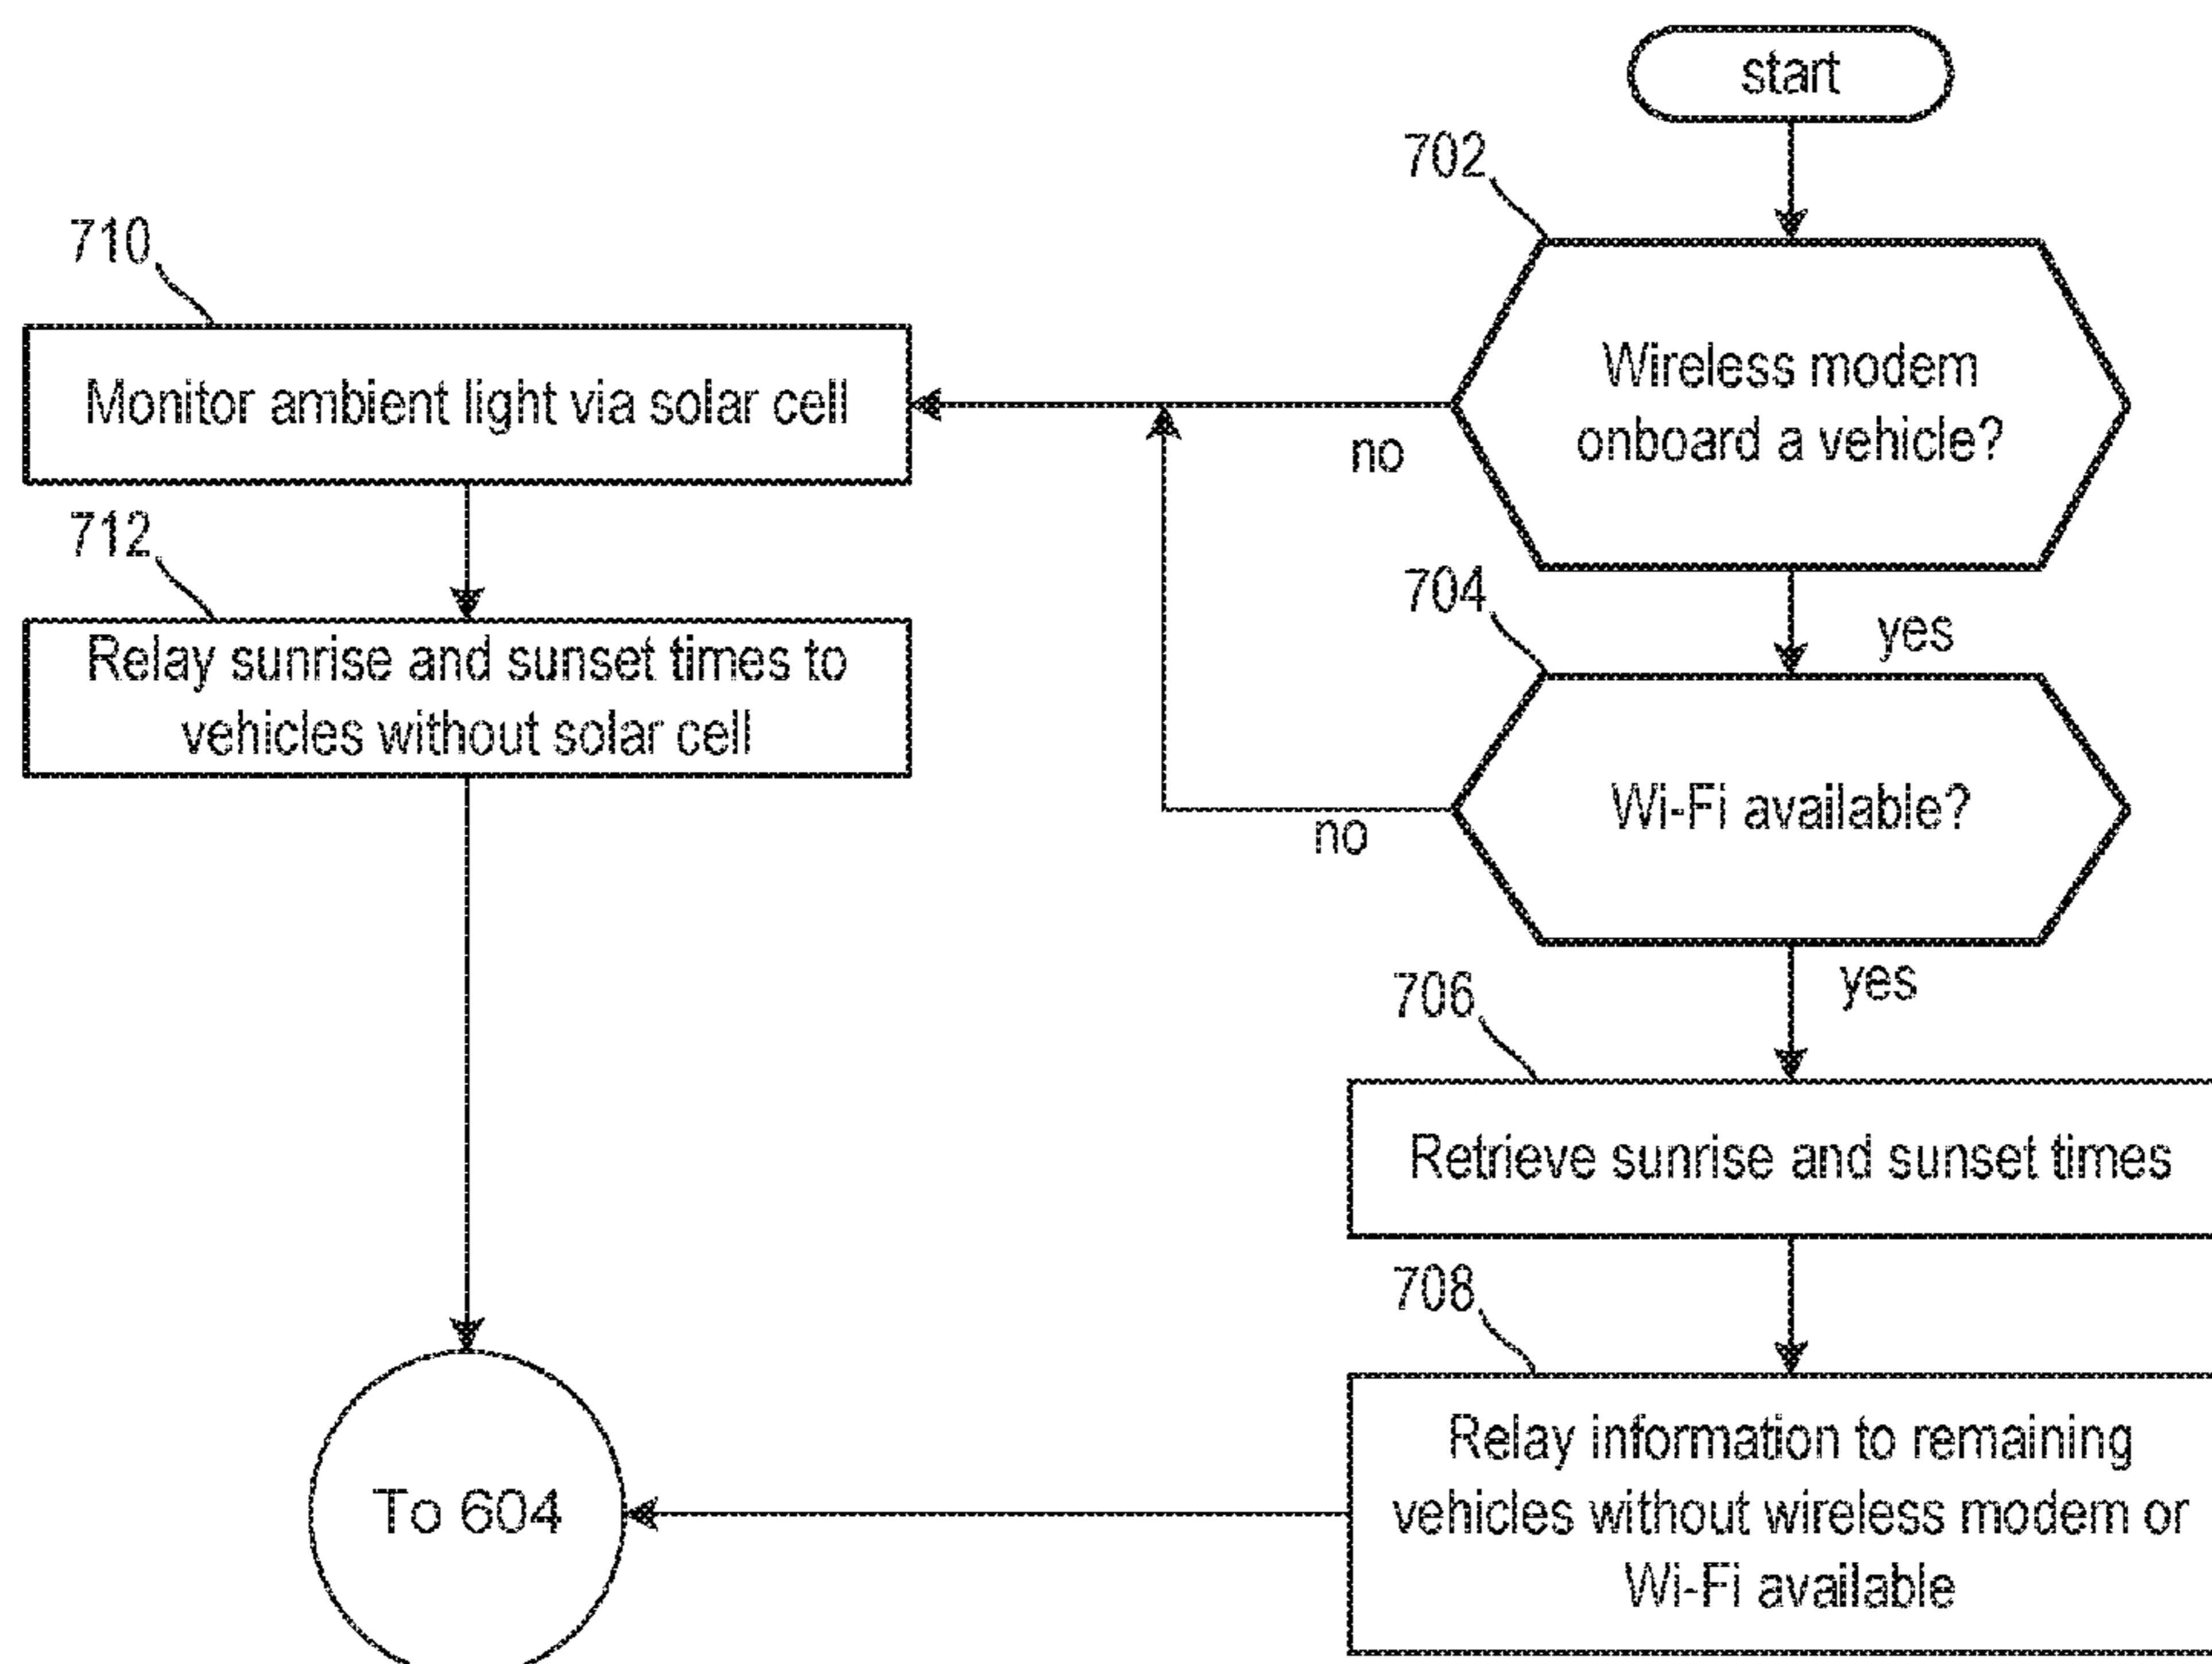 start
702
Wireless modem
onboard a vehicle?
no
yes
710
Monitor ambient light via solar cell
712
Relay sunrise and sunset times to
vehicles without solar cell
704
Wi-Fi available?
no
yes
706
Retrieve sunrise and sunset times
708
Relay information to remaining
vehicles without wireless modem or
Wi-Fi available
To 604